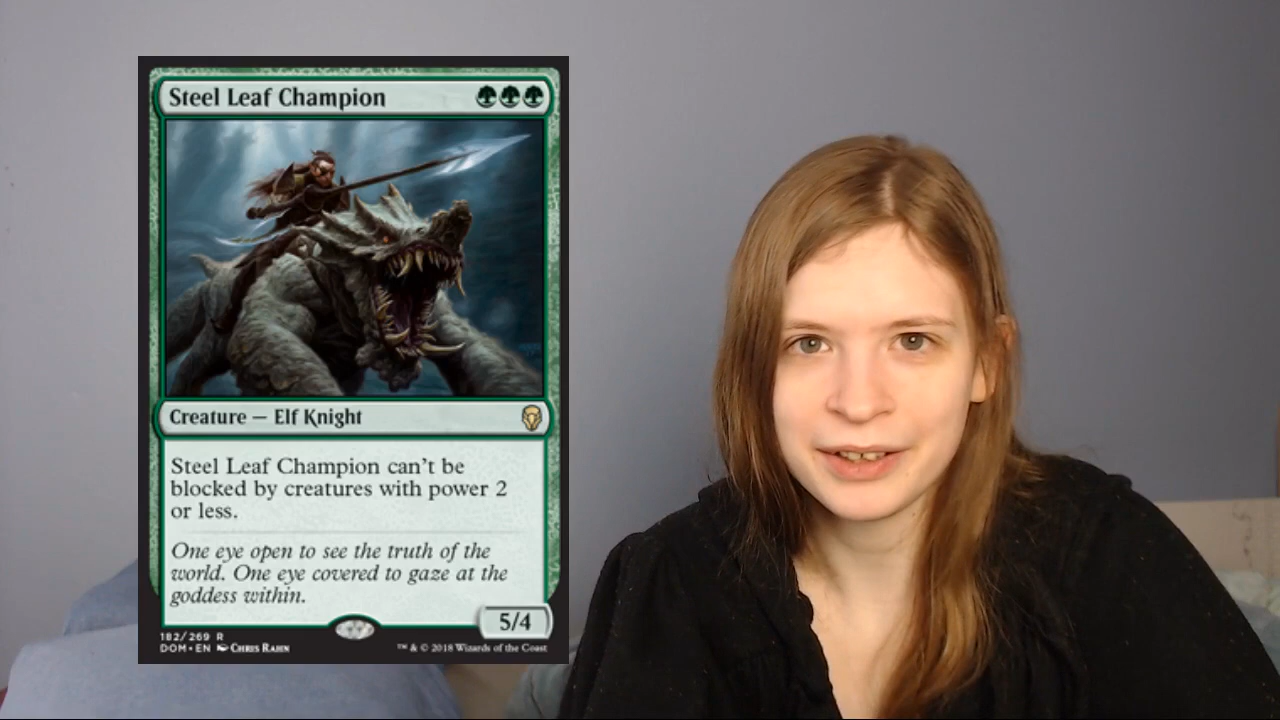 Steel Leaf Champion
Creature — Elf Knight
Steel Leaf Champion can't be
blocked by creatures with power 2
or less.
One eye open to see the truth of the
world. One eye covered to gaze at the
goddess within.
5/4
182/269 R
DOM • EN Chris Rahn
™ & © 2018 Wizards of the Coast